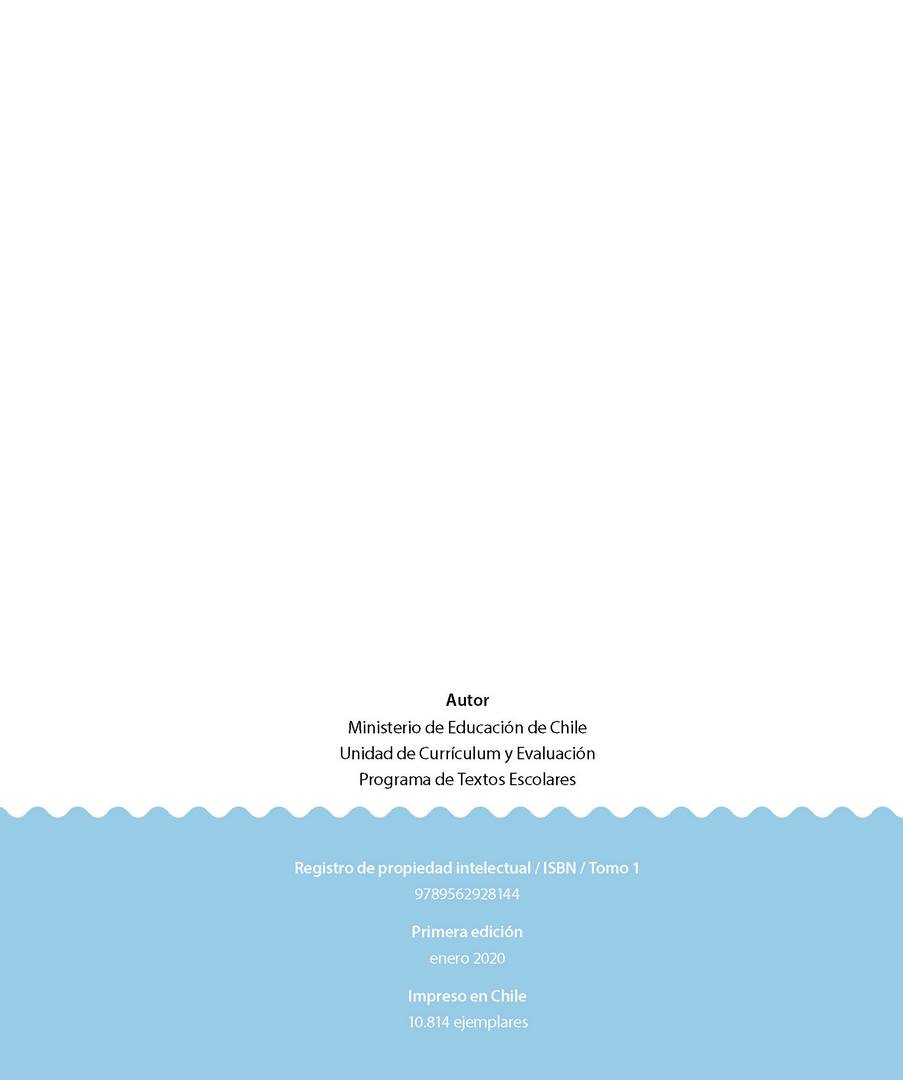 Autor
Ministerio de Educación de Chile
Unidad de Currículum y Evaluación
Programa de Textos Escolares
Registro de propiedad intelectual / ISBN / Tomo 1
9789562928144
Primera edición
enero 2020
Impreso en Chile
10.814 ejemplares